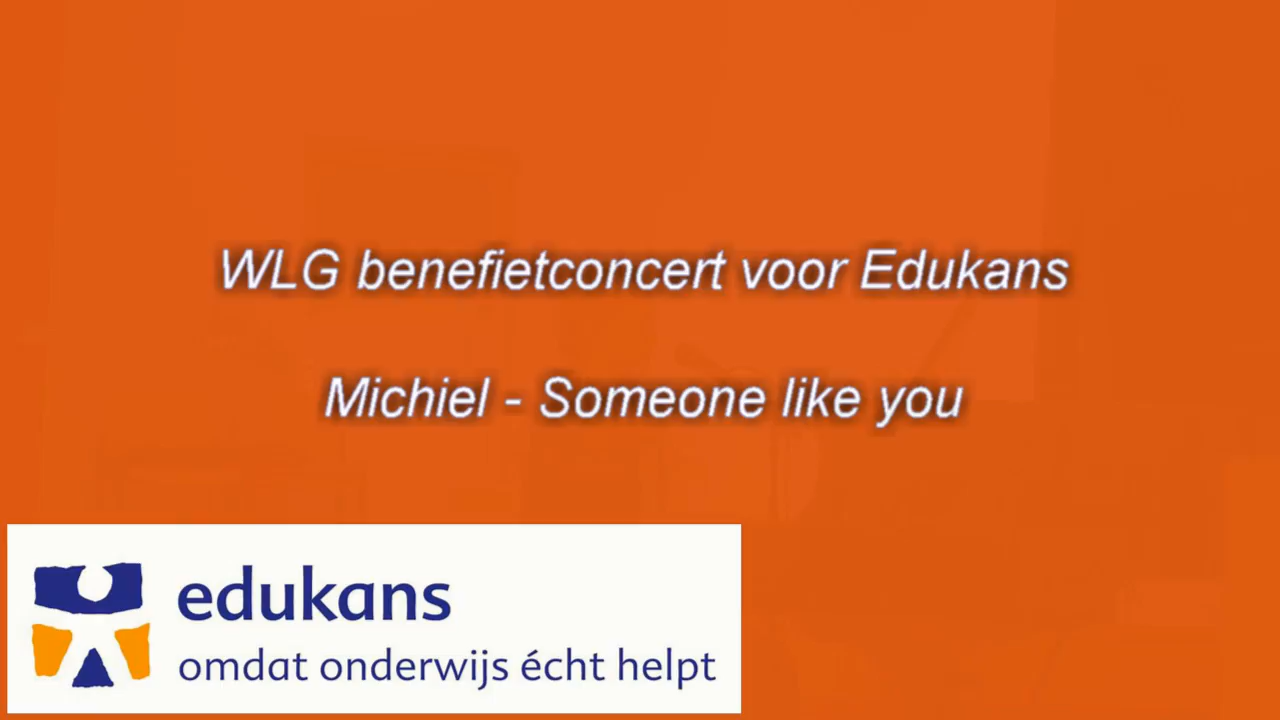 WLG benefietconcert voor Edukans
Michiel - Someone like you
edukans
omdat onderwijs écht helpt